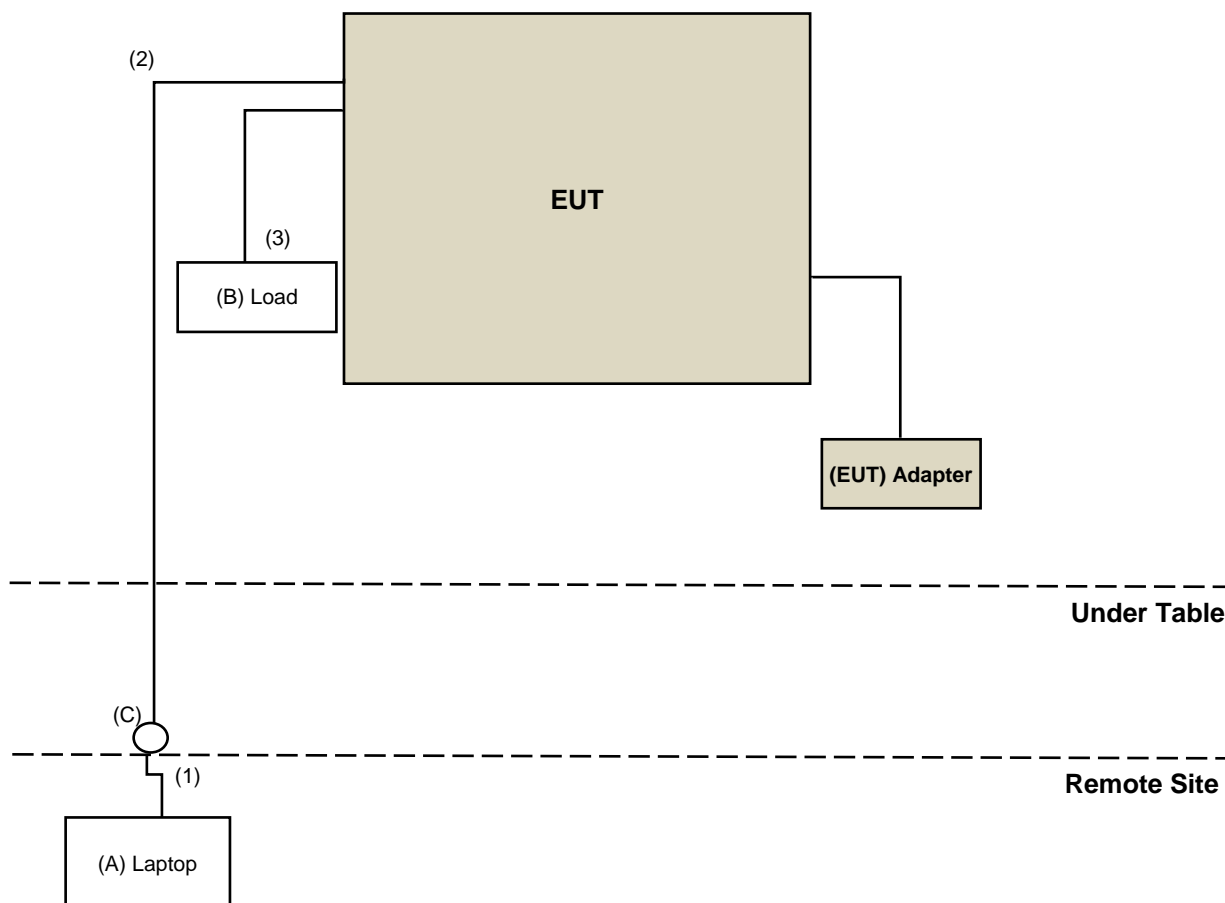 (2)
EUT
(3)
(B) Load
(EUT) Adapter
Under Table
(C)
(1)
Remote Site
(A) Laptop